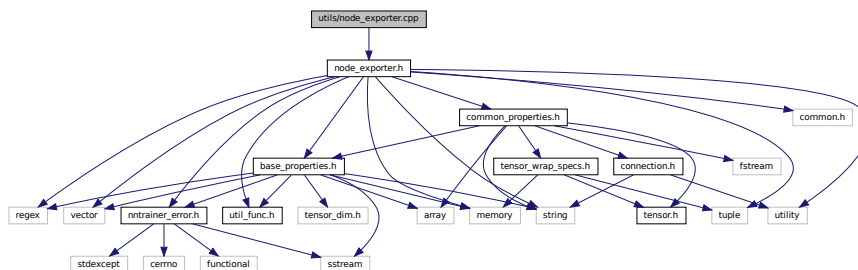 utils/node_exporter.cpp
node_exporter.h
common_properties.h
common.h
base_properties.h
tensor_wrap_specs.h
connection.h
fstream
regex
vector
nntrainer_error.h
util_func.h
tensor_dim.h
array
memory
string
tensor.h
tuple
utility
stdexcept
cerrno
functional
sstream